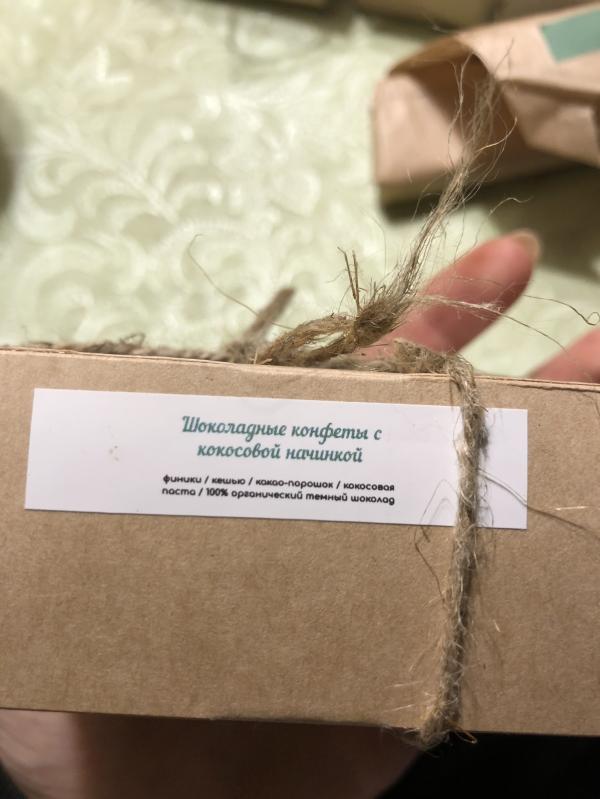 Шоколадные конфеты с
кокосовой начинкой
финики / кешью / какао-порошок / кокосовая
паста / 100% органический темный шоколад